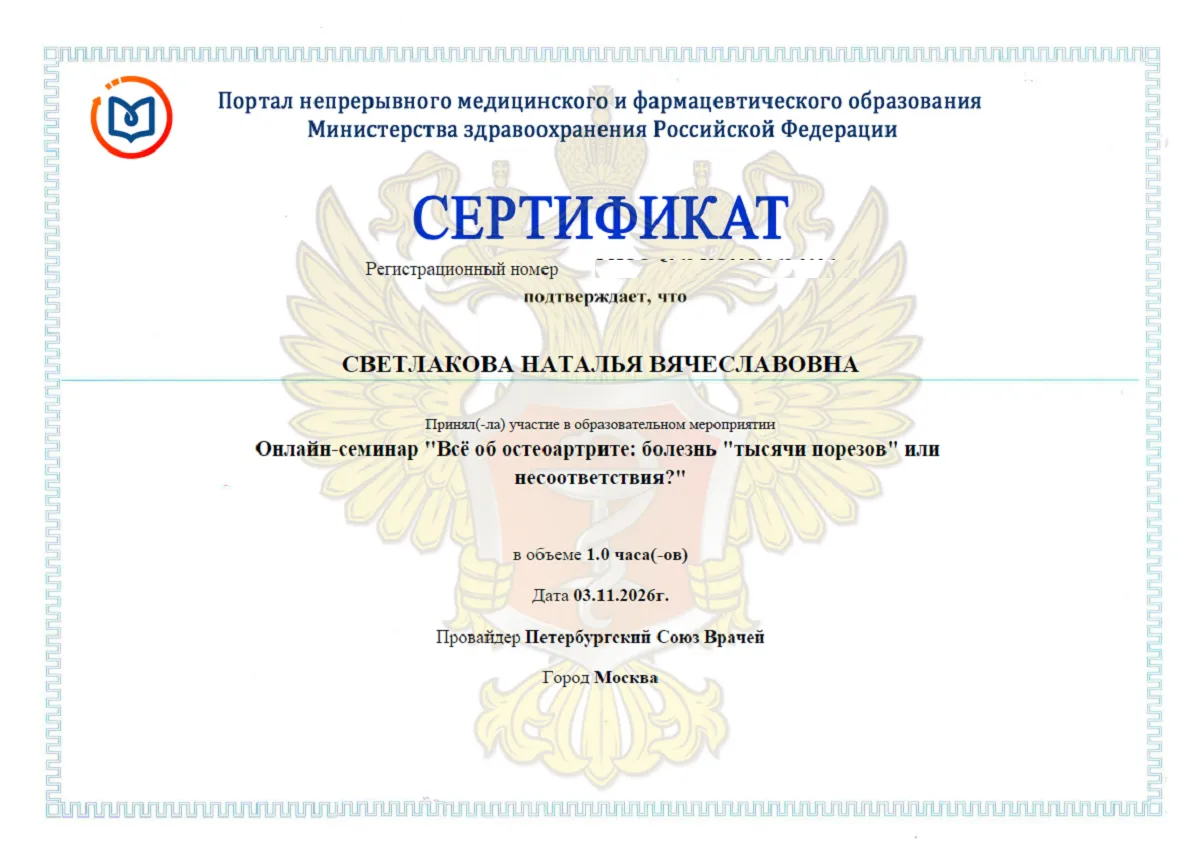 Портал непрерывного медицинского и фармацевтического образования
Министерства здравоохранения Российской Федерации
СЕРТИФИКАТ
Регистрационный номер
подтверждает, что
СВЕТЛАКОВА НАТАЛЬЯ ВЯЧЕСЛАВОВНА
Принял(-ла) участие в образовательном мероприятии
Онлайн-семинар "Всё об остеоартрите: болезнь "тысячи порезов" или
несоответствия?"
в объеме 1.0 часа(-ов)
Дата 03.11.2026г.
Провайдер Петербургский Союз Врачей
Город Москва